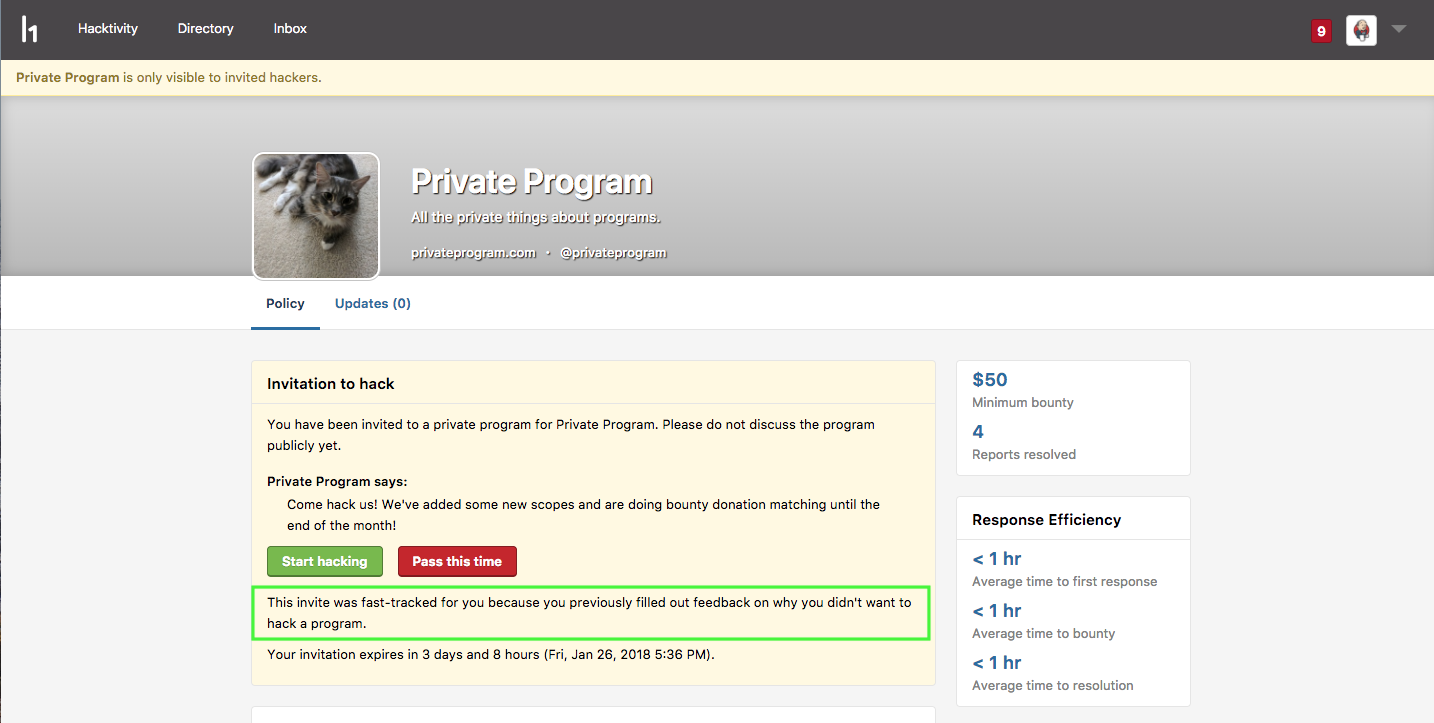 Hacktivity Directory Inbox 9
Private Program is only visible to invited hackers.
Private Program
All the private things about programs.
privateprogram.com · @privateprogram
Policy Updates (0)
Invitation to hack
You have been invited to a private program for Private Program. Please do not discuss the program
publicly yet.
Private Program says:
Come hack us! We've added some new scopes and are doing bounty donation matching until the
end of the month!
Start hacking Pass this time
This invite was fast-tracked for you because you previously filled out feedback on why you didn't want to
hack a program.
Your invitation expires in 3 days and 8 hours (Fri, Jan 26, 2018 5:36 PM).
$50
Minimum bounty
4
Reports resolved
Response Efficiency
< 1 hr
Average time to first response
< 1 hr
Average time to bounty
< 1 hr
Average time to resolution